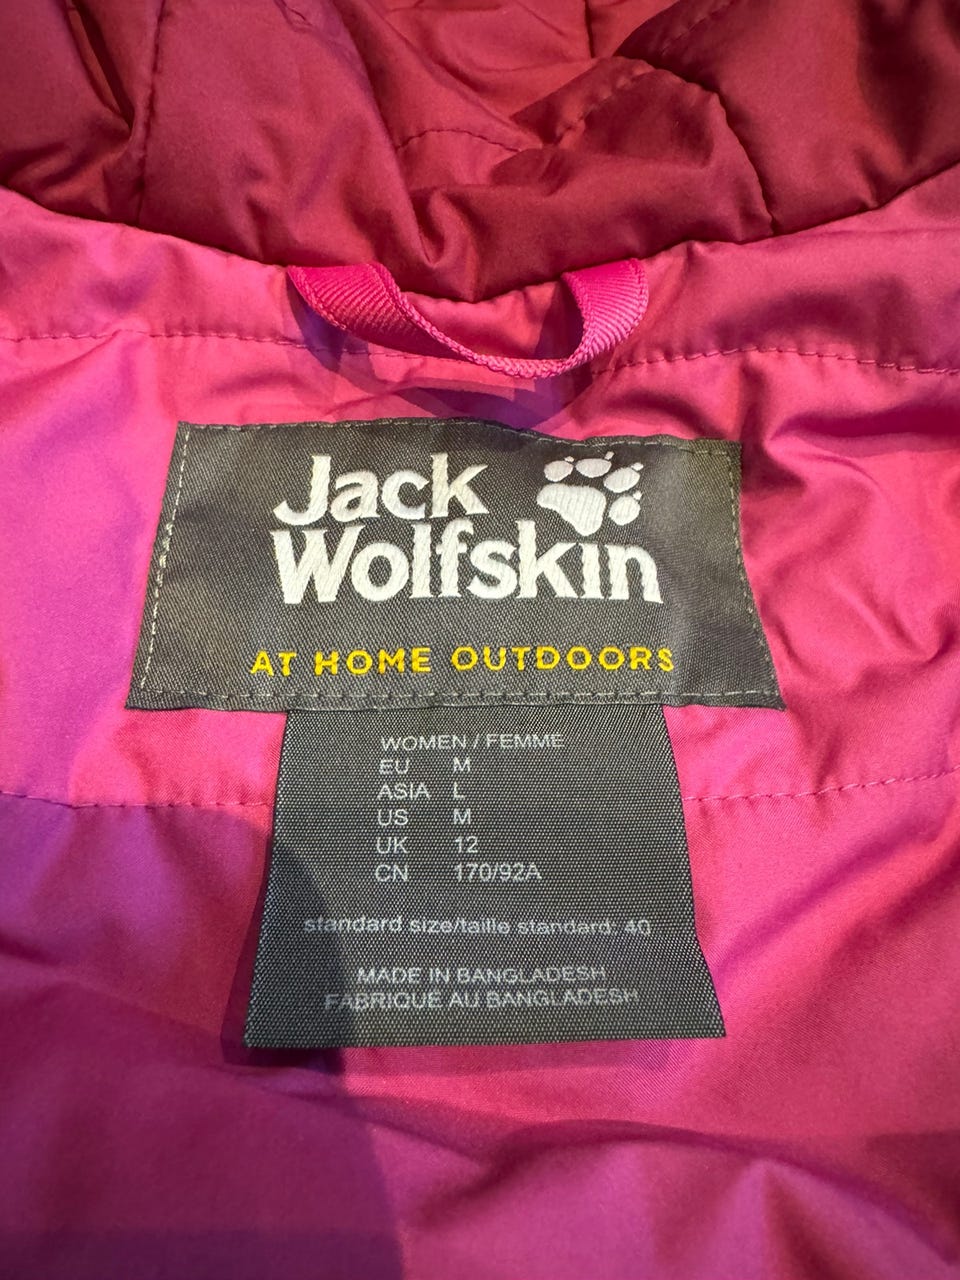 Jack
Wolfskin
AT HOME OUTDOORS
WOMEN / FEMME
EU M
ASIA L
US M
UK 12
CN 170/92A
standard size/taille standard: 40
MADE IN BANGLADESH
FABRIQUÉ AU BANGLADESH